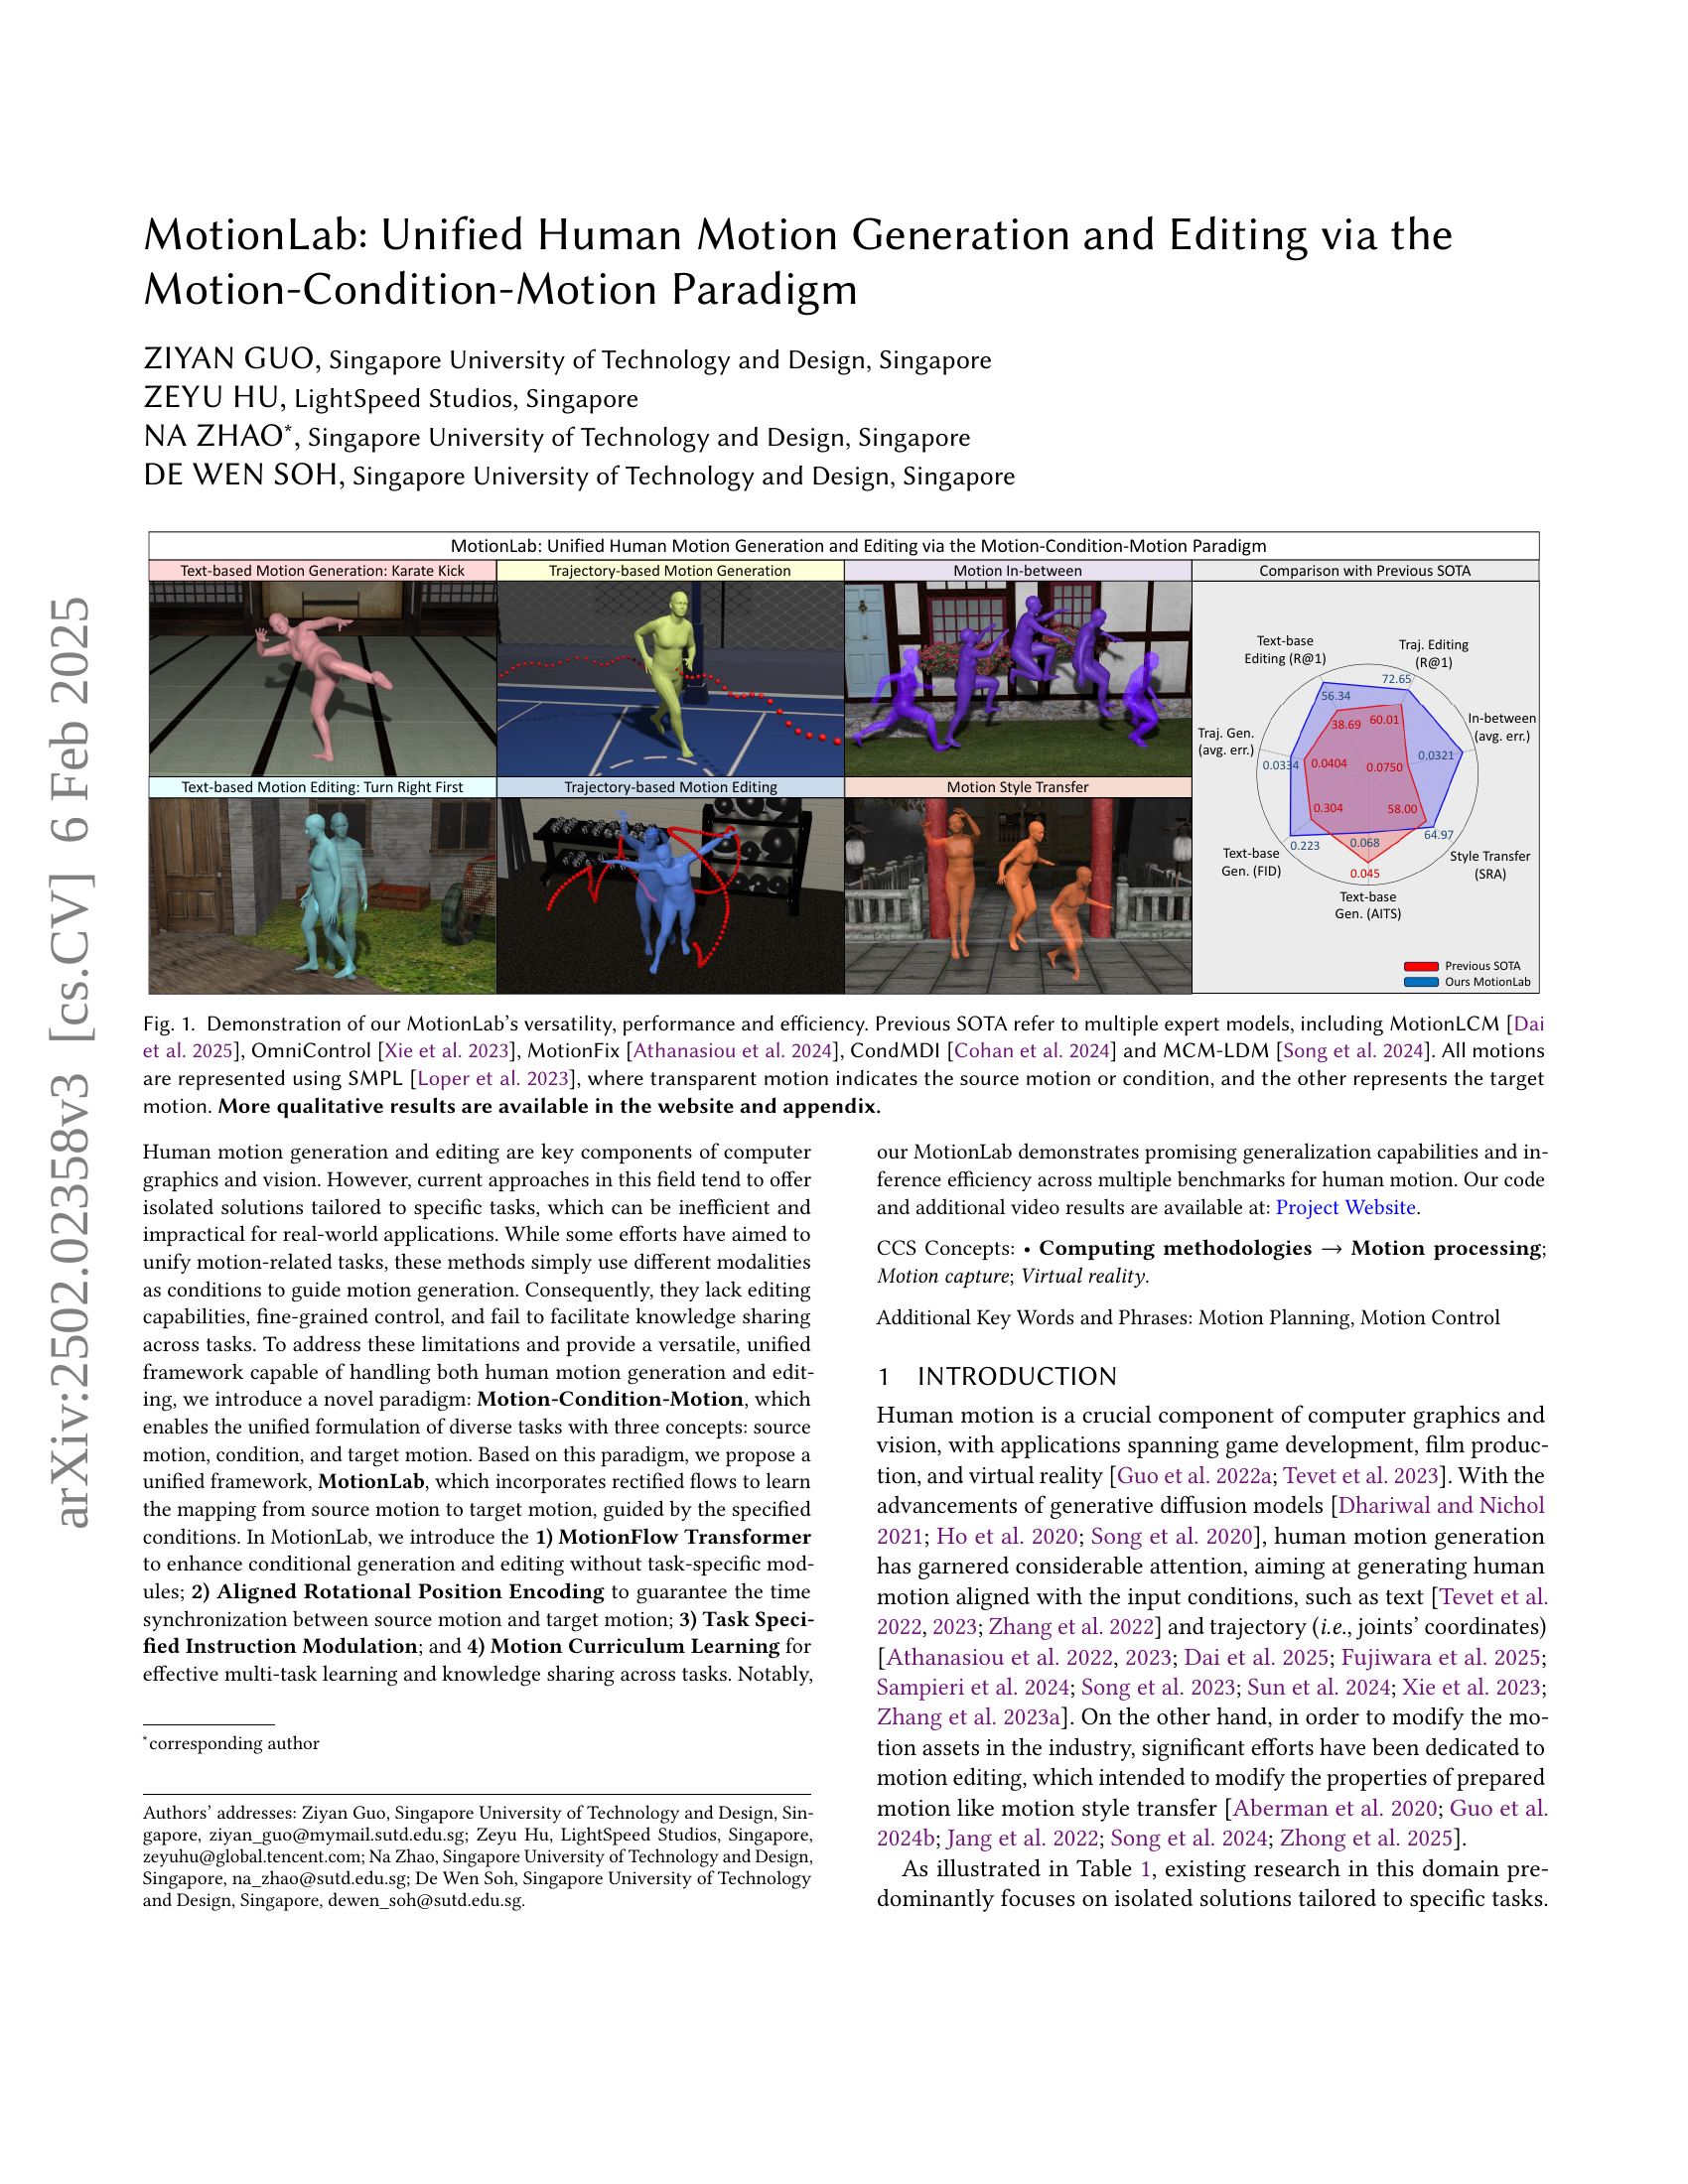 arXiv:2502.02358v3 [cs.CV] 6 Feb 2025
MotionLab: Unified Human Motion Generation and Editing via the
Motion-Condition-Motion Paradigm
ZIYAN GUO, Singapore University of Technology and Design, Singapore
ZEYU HU, LightSpeed Studios, Singapore
NA ZHAO*, Singapore University of Technology and Design, Singapore
DE WEN SOH, Singapore University of Technology and Design, Singapore
MotionLab: Unified Human Motion Generation and Editing via the Motion-Condition-Motion Paradigm
Text-based Motion Generation: Karate Kick
Trajectory-based Motion Generation
Motion In-between
Comparison with Previous SOTA
Text-based Motion Editing: Turn Right First
Trajectory-based Motion Editing
Motion Style Transfer
Text-base
Editing (R@1)
Traj. Editing
(R@1)
72.65
56.34
38.69
60.01
In-between
(avg. err.)
Traj. Gen.
(avg. err.)
0.0334
0.0404
0.0750
0.0321
0.304
58.00
0.223
0.068
64.97
Text-base
Gen. (FID)
Style Transfer
(SRA)
0.045
Text-base
Gen. (AITS)
Previous SOTA
Ours MotionLab
Fig. 1. Demonstration of our MotionLab's versatility, performance and efficiency. Previous SOTA refer to multiple expert models, including MotionLCM [Dai
et al. 2025], OmniControl [Xie et al. 2023], MotionFix [Athanasiou et al. 2024], CondMDI [Cohan et al. 2024] and MCM-LDM [Song et al. 2024]. All motions
are represented using SMPL [Loper et al. 2023], where transparent motion indicates the source motion or condition, and the other represents the target
motion. More qualitative results are available in the website and appendix.
Human motion generation and editing are key components of computer
graphics and vision. However, current approaches in this field tend to offer
isolated solutions tailored to specific tasks, which can be inefficient and
impractical for real-world applications. While some efforts have aimed to
unify motion-related tasks, these methods simply use different modalities
as conditions to guide motion generation. Consequently, they lack editing
capabilities, fine-grained control, and fail to facilitate knowledge sharing
across tasks. To address these limitations and provide a versatile, unified
framework capable of handling both human motion generation and edit-
ing, we introduce a novel paradigm: Motion-Condition-Motion, which
enables the unified formulation of diverse tasks with three concepts: source
motion, condition, and target motion. Based on this paradigm, we propose a
unified framework, MotionLab, which incorporates rectified flows to learn
the mapping from source motion to target motion, guided by the specified
conditions. In MotionLab, we introduce the 1) MotionFlow Transformer
to enhance conditional generation and editing without task-specific mod-
ules; 2) Aligned Rotational Position Encoding to guarantee the time
synchronization between source motion and target motion; 3) Task Speci-
fied Instruction Modulation; and 4) Motion Curriculum Learning for
effective multi-task learning and knowledge sharing across tasks. Notably,
*corresponding author
Authors' addresses: Ziyan Guo, Singapore University of Technology and Design, Sin-
gapore, ziyan_guo@mymail.sutd.edu.sg; Zeyu Hu, LightSpeed Studios, Singapore,
zeyuhu@global.tencent.com; Na Zhao, Singapore University of Technology and Design,
Singapore, na_zhao@sutd.edu.sg; De Wen Soh, Singapore University of Technology
and Design, Singapore, dewen_soh@sutd.edu.sg.
our MotionLab demonstrates promising generalization capabilities and in-
ference efficiency across multiple benchmarks for human motion. Our code
and additional video results are available at: Project Website.
CCS Concepts: • Computing methodologies → Motion processing;
Motion capture; Virtual reality.
Additional Key Words and Phrases: Motion Planning, Motion Control
1 INTRODUCTION
Human motion is a crucial component of computer graphics and
vision, with applications spanning game development, film produc-
tion, and virtual reality [Guo et al. 2022a; Tevet et al. 2023]. With the
advancements of generative diffusion models [Dhariwal and Nichol
2021; Ho et al. 2020; Song et al. 2020], human motion generation
has garnered considerable attention, aiming at generating human
motion aligned with the input conditions, such as text [Tevet et al.
2022, 2023; Zhang et al. 2022] and trajectory (i.e., joints' coordinates)
[Athanasiou et al. 2022, 2023; Dai et al. 2025; Fujiwara et al. 2025;
Sampieri et al. 2024; Song et al. 2023; Sun et al. 2024; Xie et al. 2023;
Zhang et al. 2023a]. On the other hand, in order to modify the mo-
tion assets in the industry, significant efforts have been dedicated to
motion editing, which intended to modify the properties of prepared
motion like motion style transfer [Aberman et al. 2020; Guo et al.
2024b; Jang et al. 2022; Song et al. 2024; Zhong et al. 2025].
As illustrated in Table 1, existing research in this domain pre-
dominantly focuses on isolated solutions tailored to specific tasks.